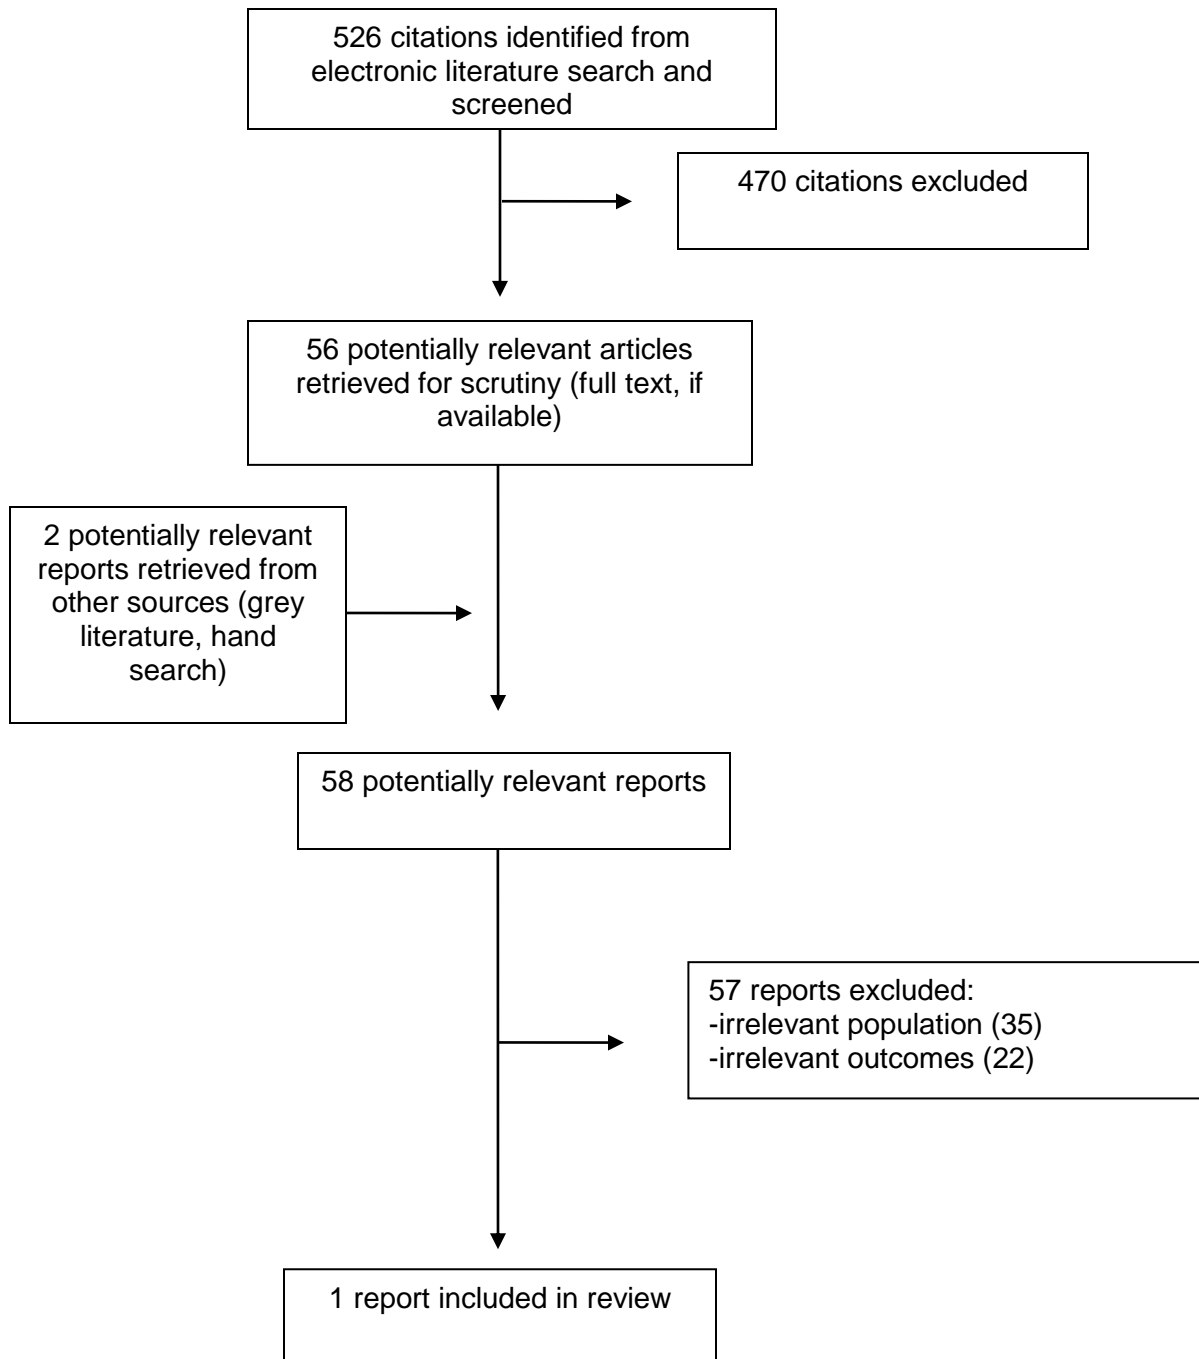 526 citations identified from
electronic literature search and
screened
470 citations excluded
56 potentially relevant articles
retrieved for scrutiny (full text, if
available)
2 potentially relevant
reports retrieved from
other sources (grey
literature, hand
search)
58 potentially relevant reports
57 reports excluded:
-irrelevant population (35)
-irrelevant outcomes (22)
1 report included in review